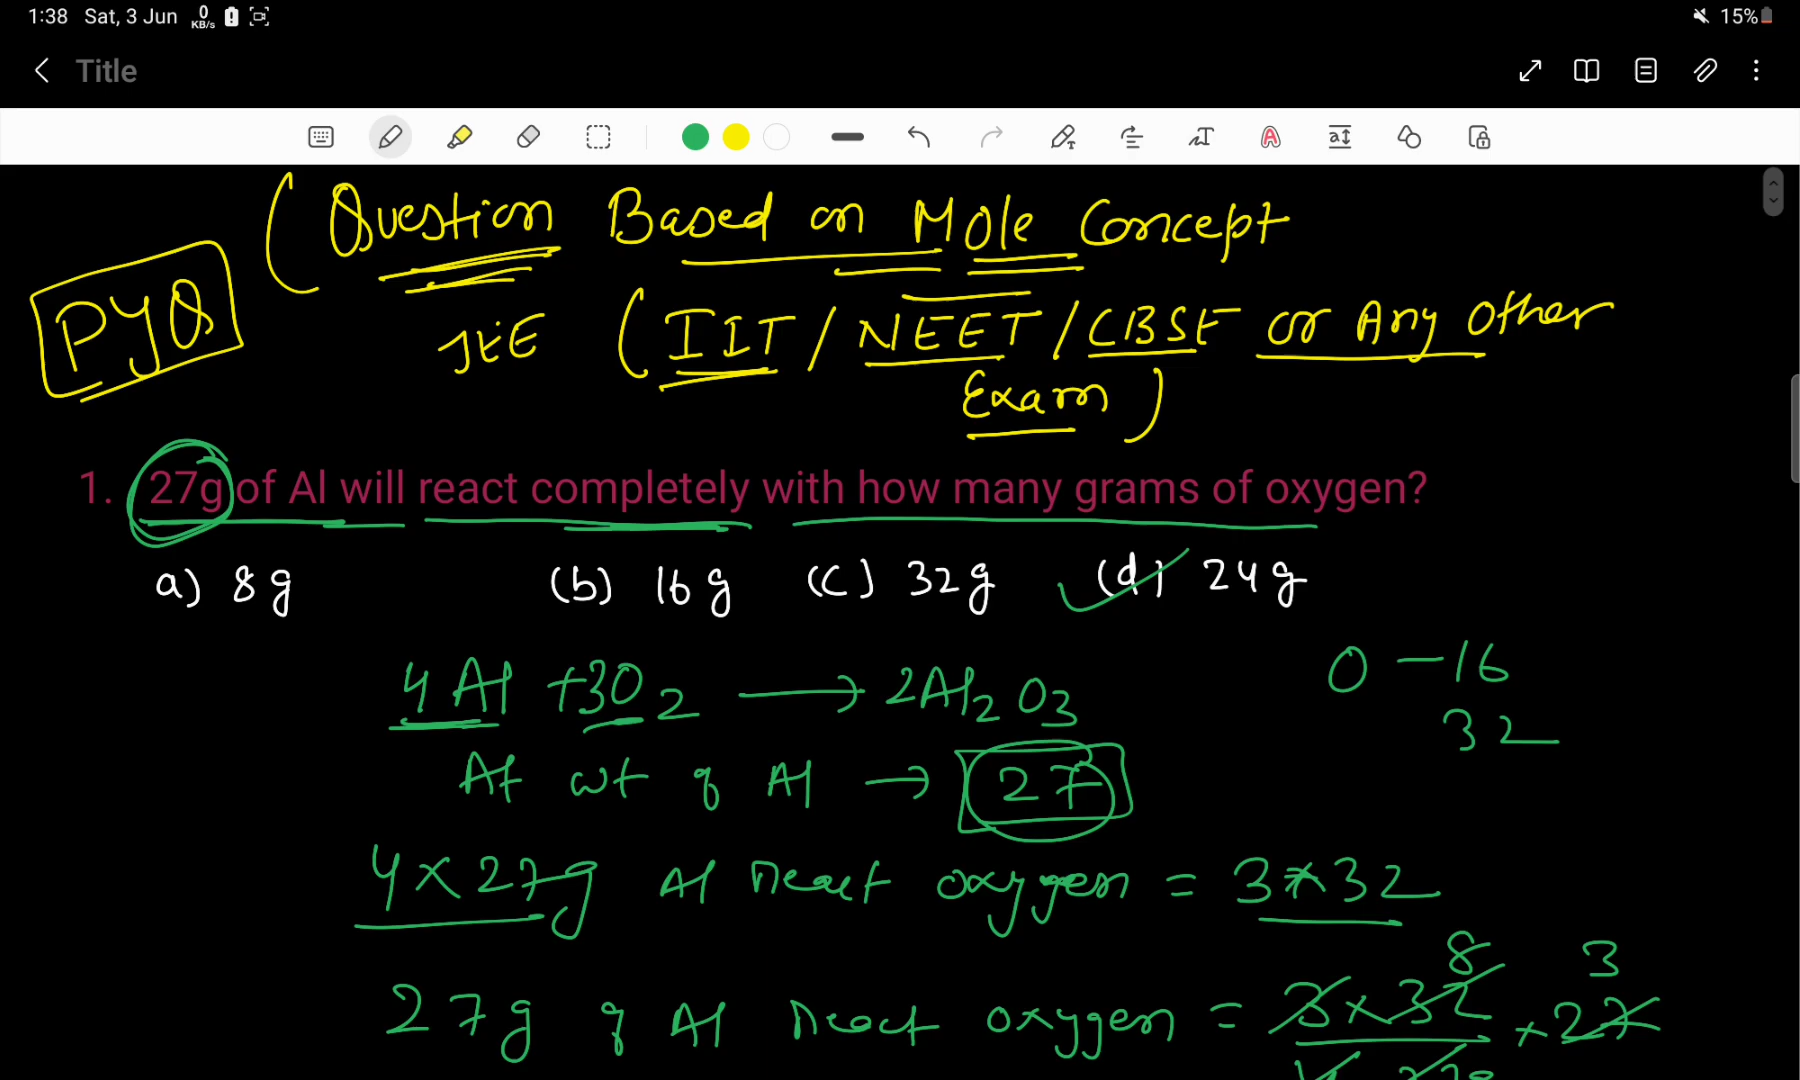 1:38 Sat, 3 Jun 0 KB/s 15%
Title
(Question Based on Mole Concept
PYQ
JEE (IIT / NEET / CBSE or Any Other
Exam)
1. 27g of Al will react completely with how many grams of oxygen?
a) 8g (b) 16g (c) 32g (d) 24g
4Al + 3O2 → 2Al2O3 O - 16
32
At wt of Al → 27
4 × 27g Al react oxygen = 3 × 32
8 3
27g of Al react oxygen = 3 × 32 × 27